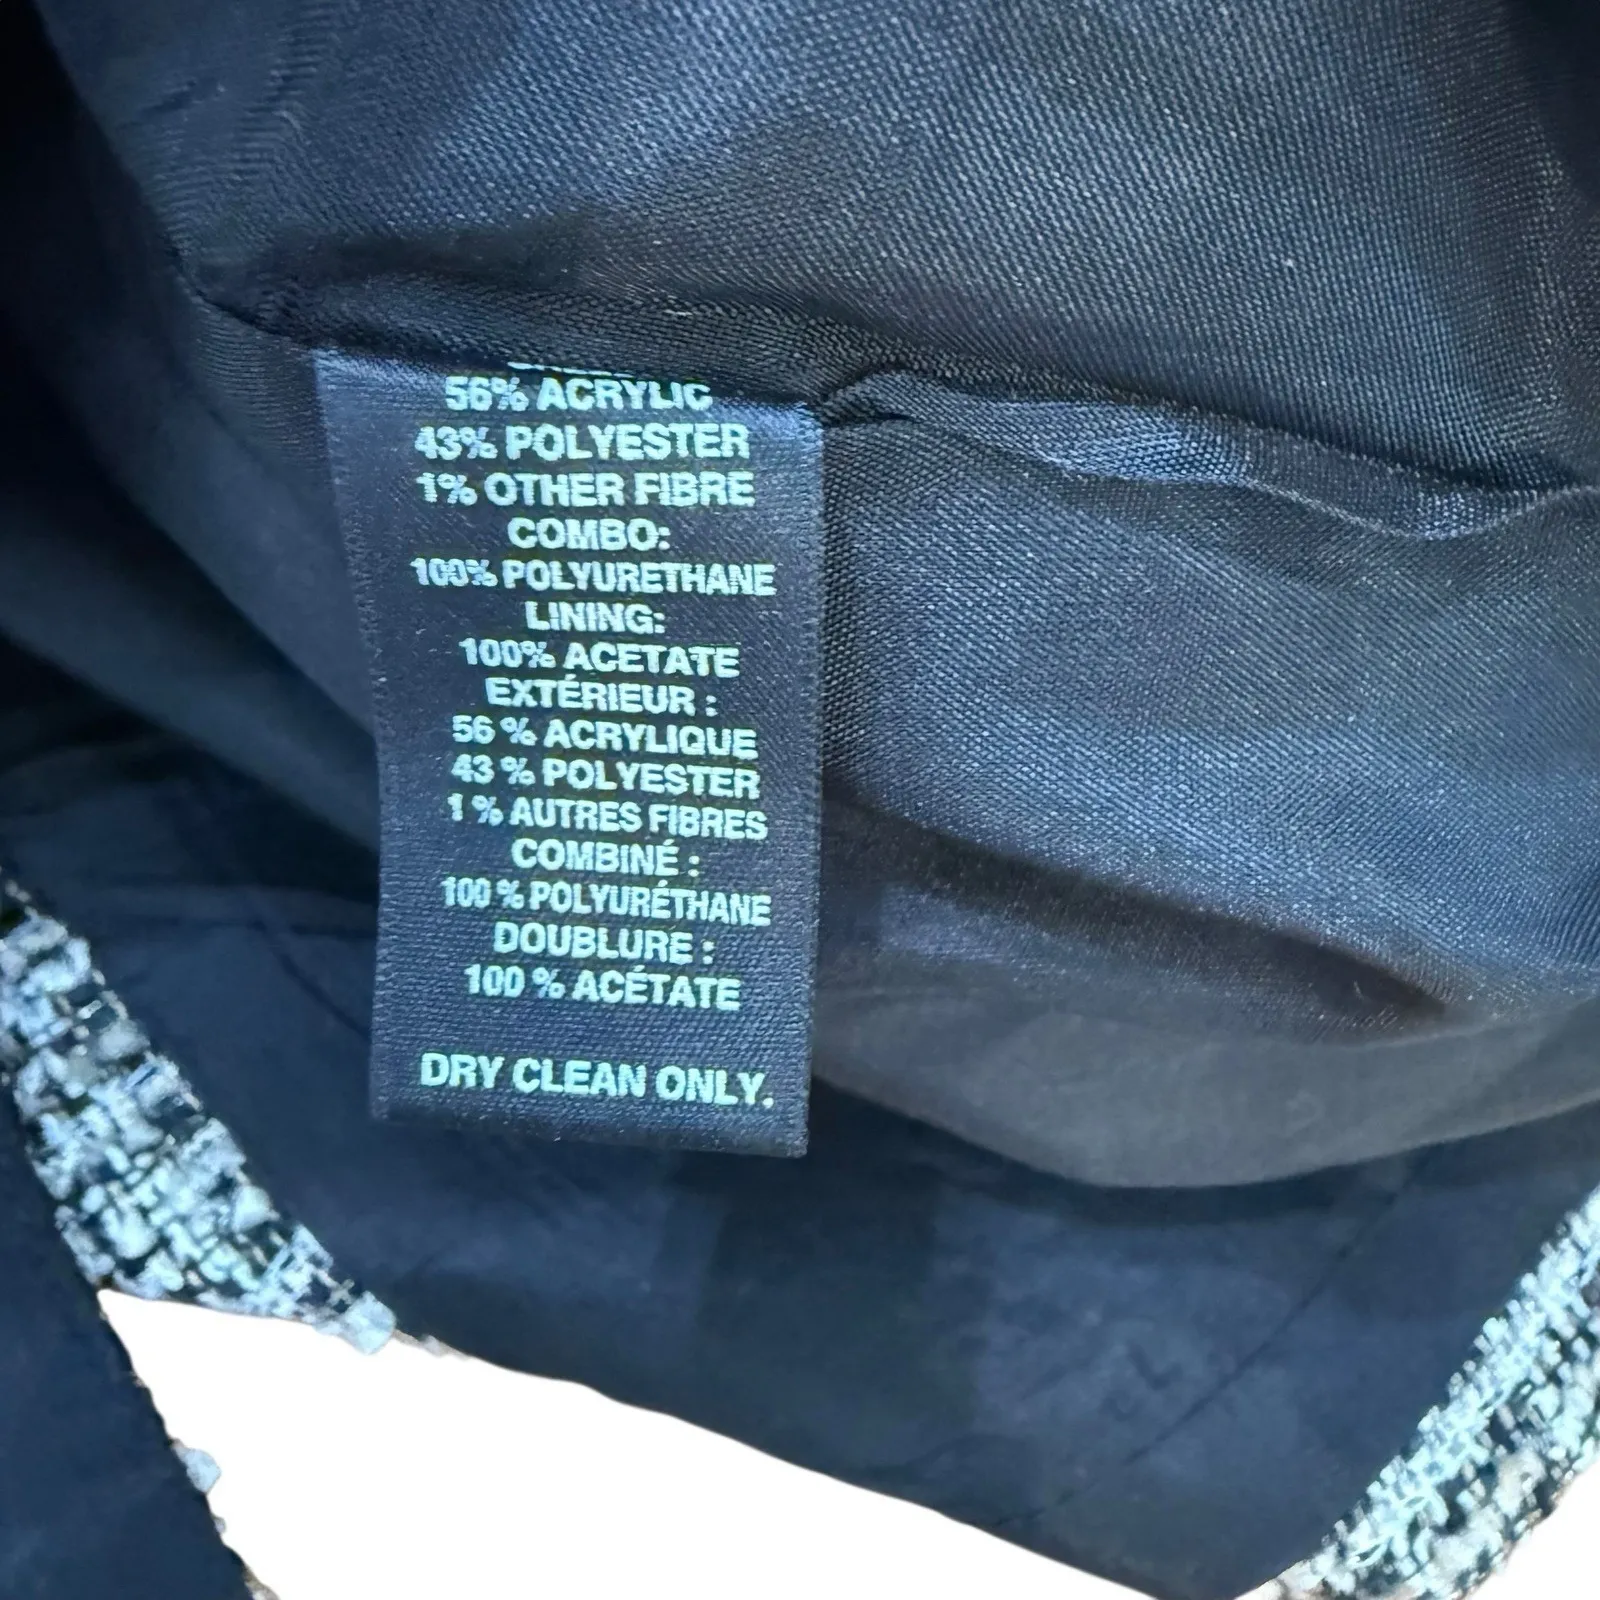 56% ACRYLIC
43% POLYESTER
1% OTHER FIBRE
COMBO:
100% POLYURETHANE
LINING:
100% ACETATE
EXTÉRIEUR :
56 % ACRYLIQUE
43 % POLYESTER
1 % AUTRES FIBRES
COMBINÉ :
100 % POLYURÉTHANE
DOUBLURE :
100 % ACÉTATE
DRY CLEAN ONLY.